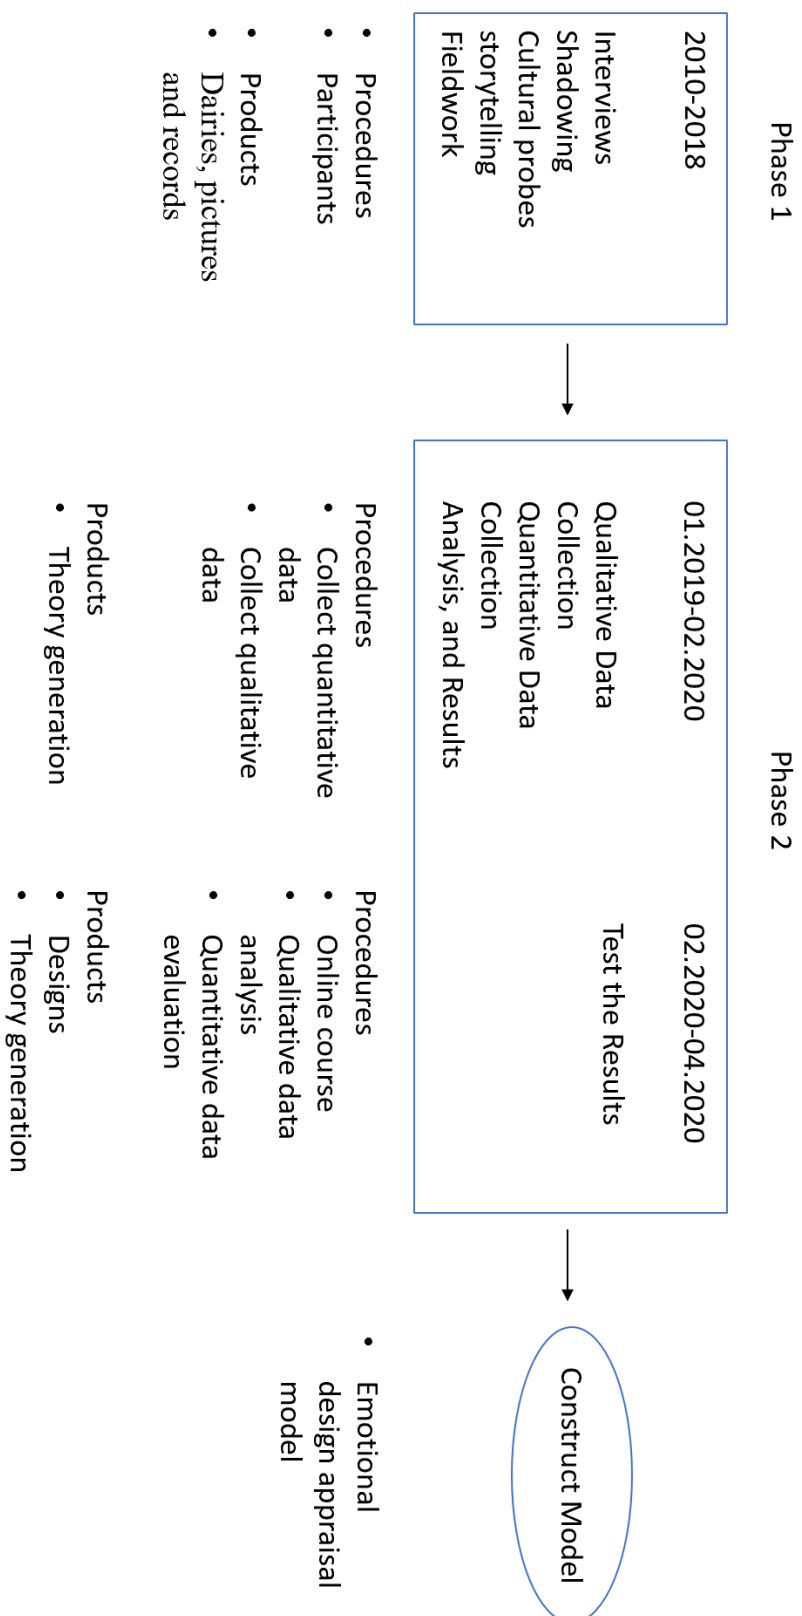 Phase 1
2010-2018
Interviews
Shadowing
Cultural probes
storytelling
Fieldwork
• Procedures
• Participants
• Products
• Dairies, pictures
and records
Phase 2
01.2019-02.2020
Qualitative Data
Collection
Quantitative Data
Collection
Analysis, and Results
Procedures
• Collect quantitative
data
• Collect qualitative
data
Products
• Theory generation
02.2020-04.2020
Test the Results
Procedures
• Online course
• Qualitative data
analysis
• Quantitative data
evaluation
Products
• Designs
• Theory generation
Construct Model
• Emotional
design appraisal
model